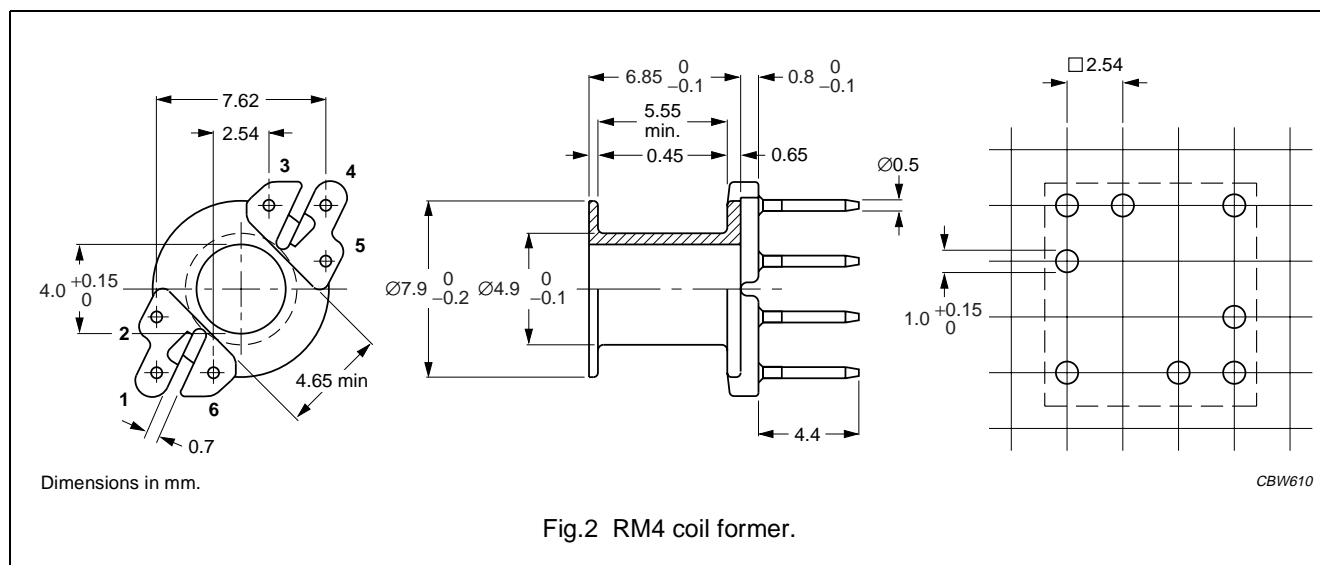 7.62
2.54
3
4
5
4.0 +0.15 0
2
1
6
0.7
4.65 min
6.85 0 −0.1
0.8 0 −0.1
5.55
min.
0.45
0.65
Ø0.5
Ø7.9 0 −0.2
Ø4.9 0 −0.1
4.4
□2.54
1.0 +0.15 0
Dimensions in mm.
CBW610
Fig.2 RM4 coil former.